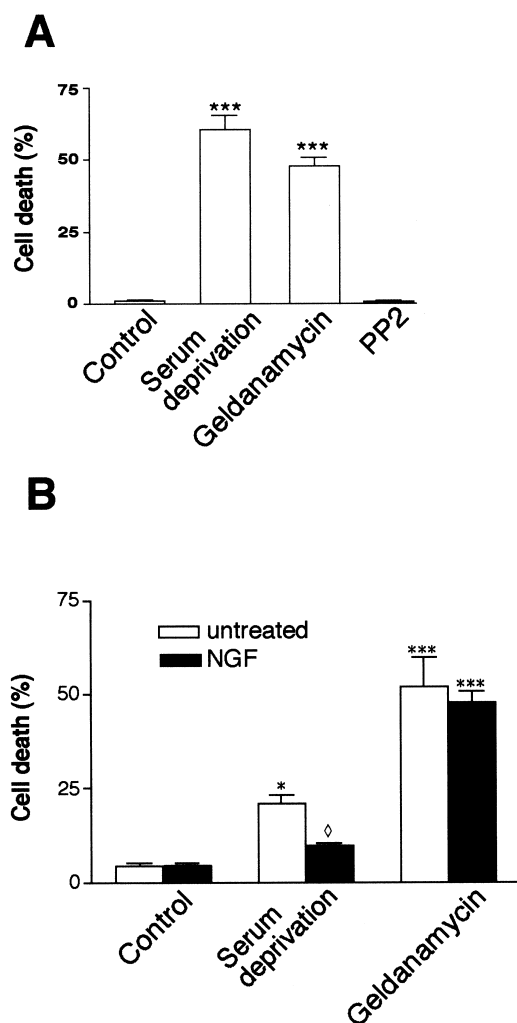 A
75
50
25
0
Cell death (%)
***
***
Control
Serum
deprivation
Geldanamycin
PP2
B
75
50
25
0
Cell death (%)
untreated
NGF
*
◊
***
***
Control
Serum
deprivation
Geldanamycin